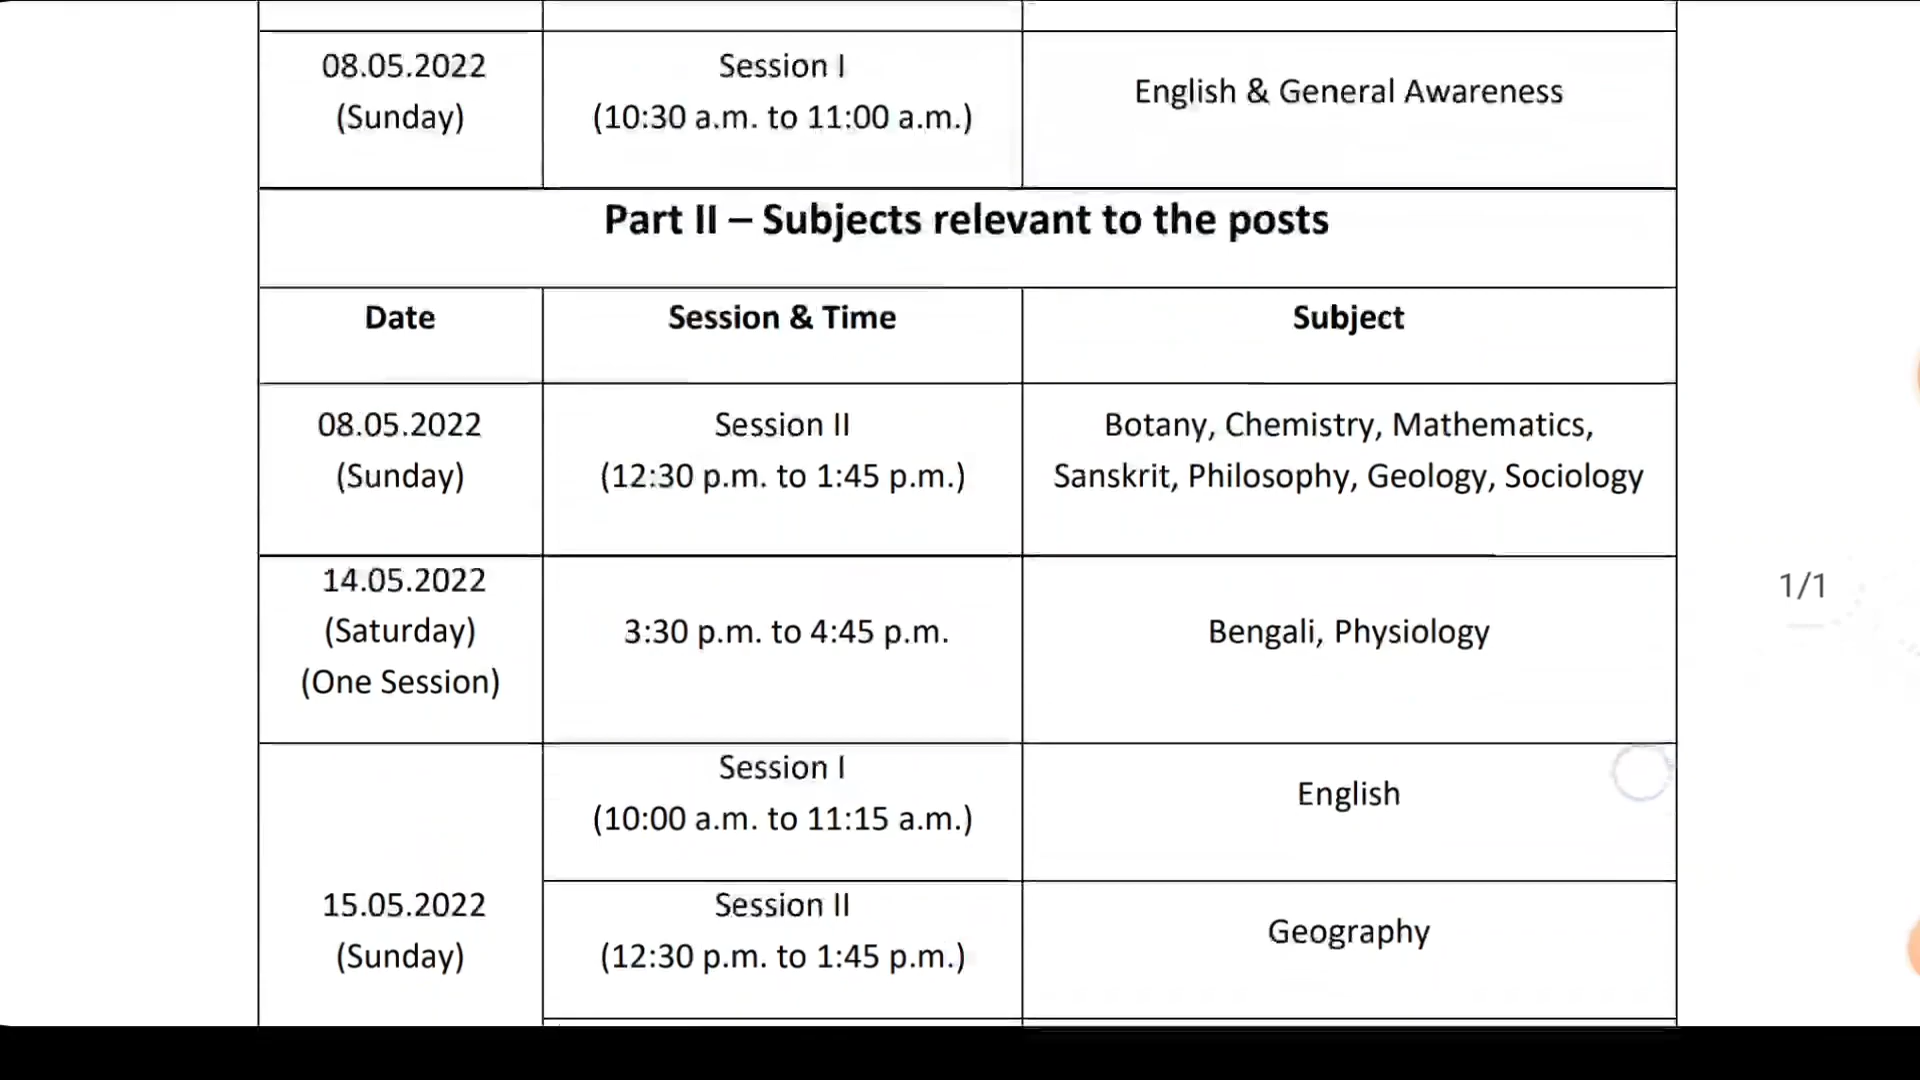 08.05.2022
(Sunday)
Session I
(10:30 a.m. to 11:00 a.m.)
English & General Awareness
Part II – Subjects relevant to the posts
Date
Session & Time
Subject
08.05.2022
(Sunday)
Session II
(12:30 p.m. to 1:45 p.m.)
Botany, Chemistry, Mathematics,
Sanskrit, Philosophy, Geology, Sociology
14.05.2022
(Saturday)
(One Session)
3:30 p.m. to 4:45 p.m.
Bengali, Physiology
15.05.2022
(Sunday)
Session I
(10:00 a.m. to 11:15 a.m.)
English
Session II
(12:30 p.m. to 1:45 p.m.)
Geography
1/1